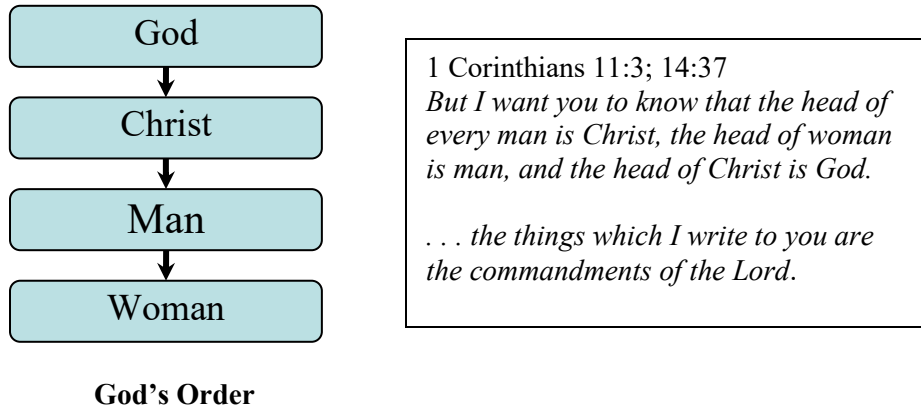 God
Christ
Man
Woman
God’s Order
1 Corinthians 11:3; 14:37
But I want you to know that the head of
every man is Christ, the head of woman
is man, and the head of Christ is God.
. . . the things which I write to you are
the commandments of the Lord.